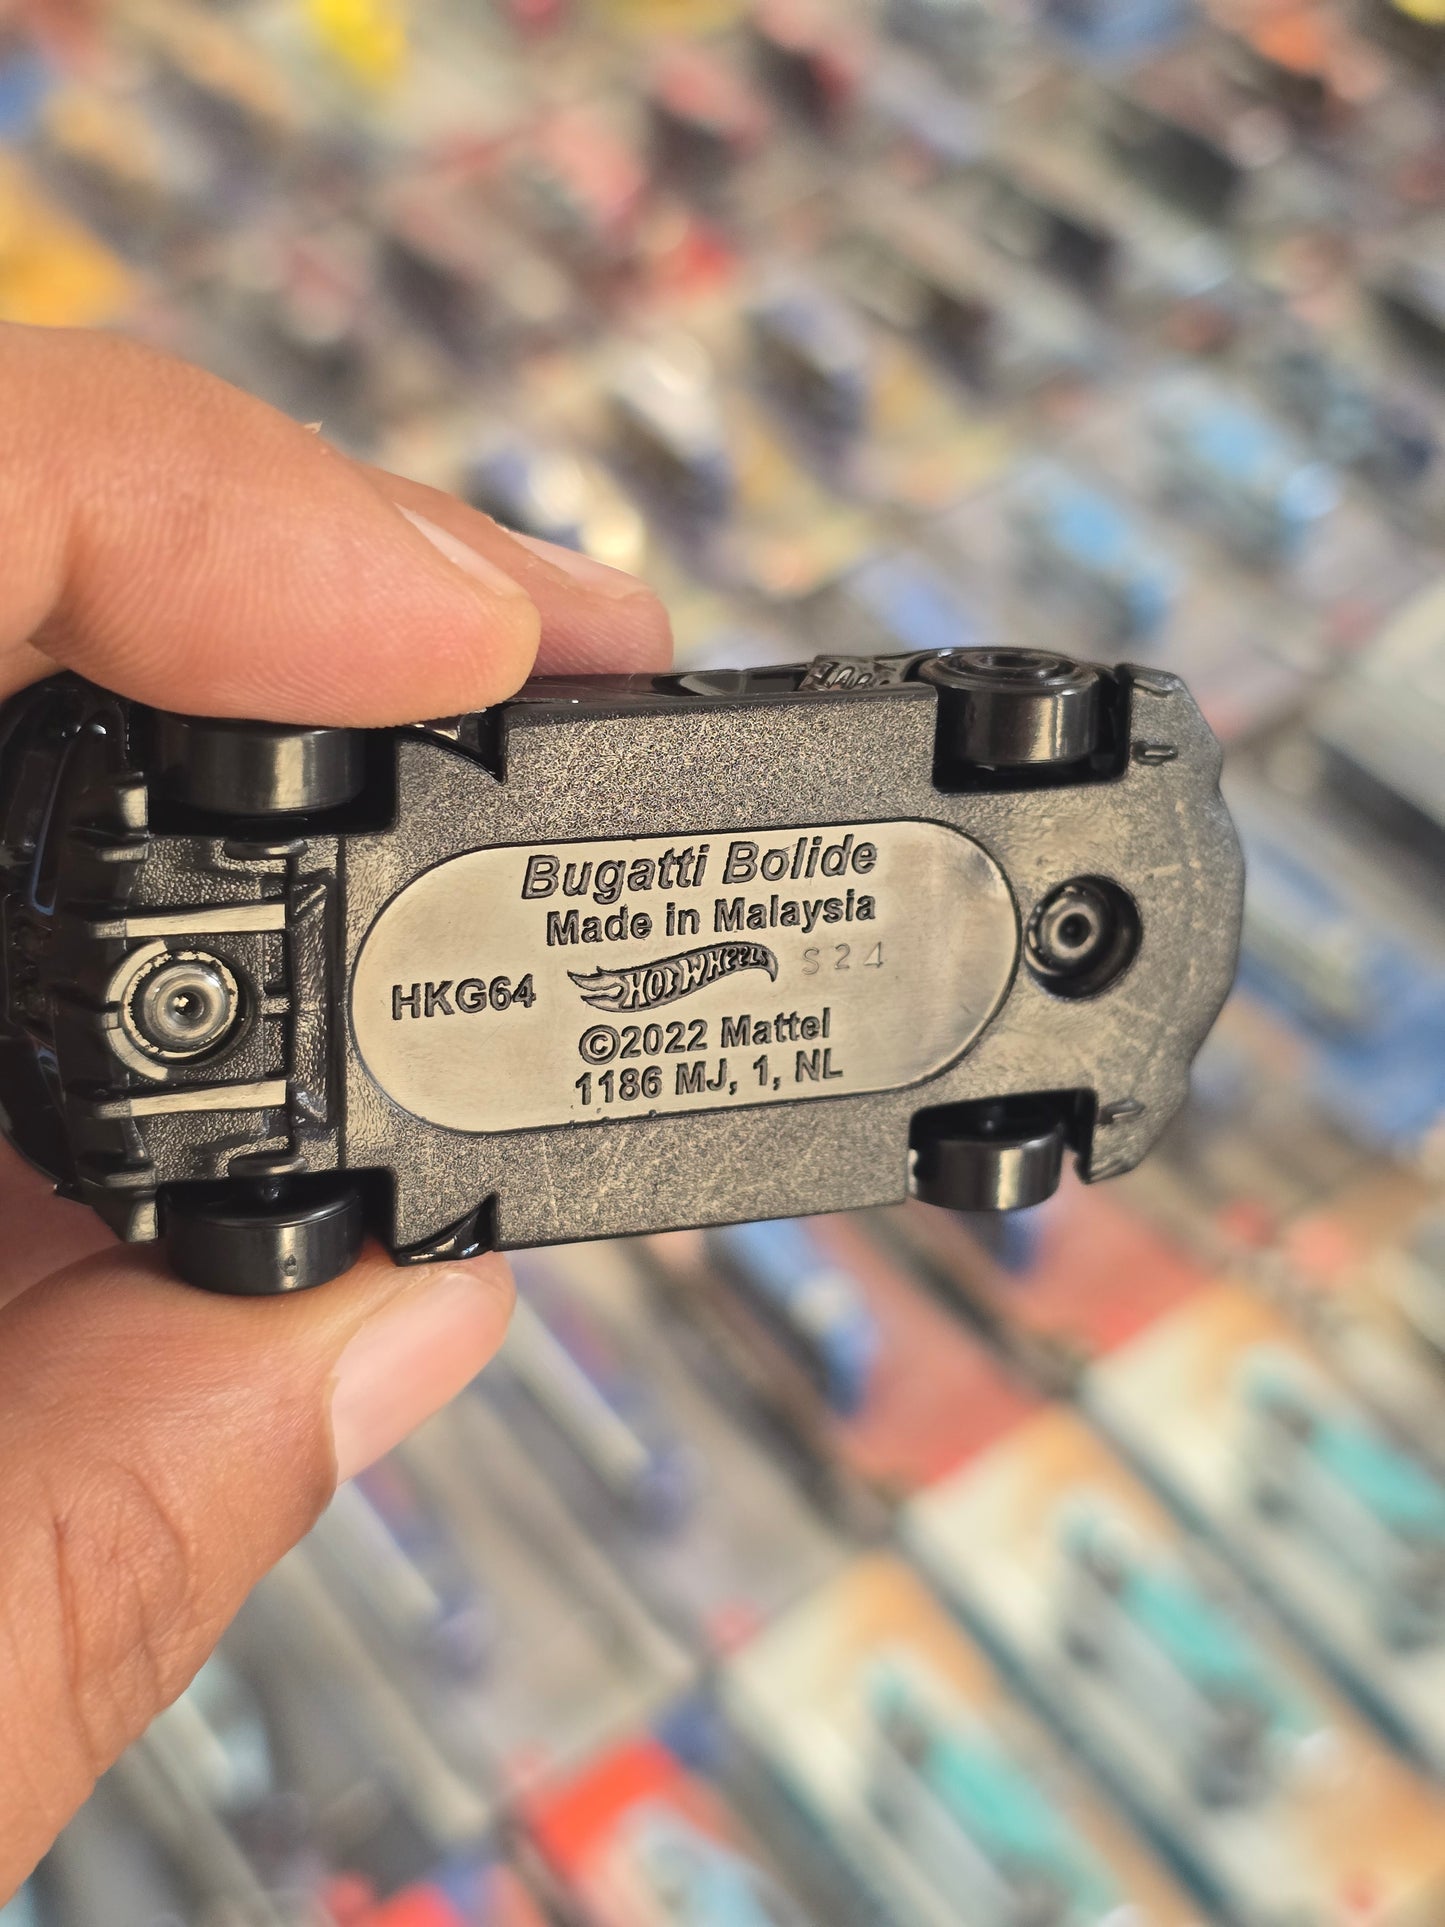 Bugatti Bolide
Made in Malaysia
HKG64 HOT WHEELS S24
©2022 Mattel
1186 MJ, 1, NL